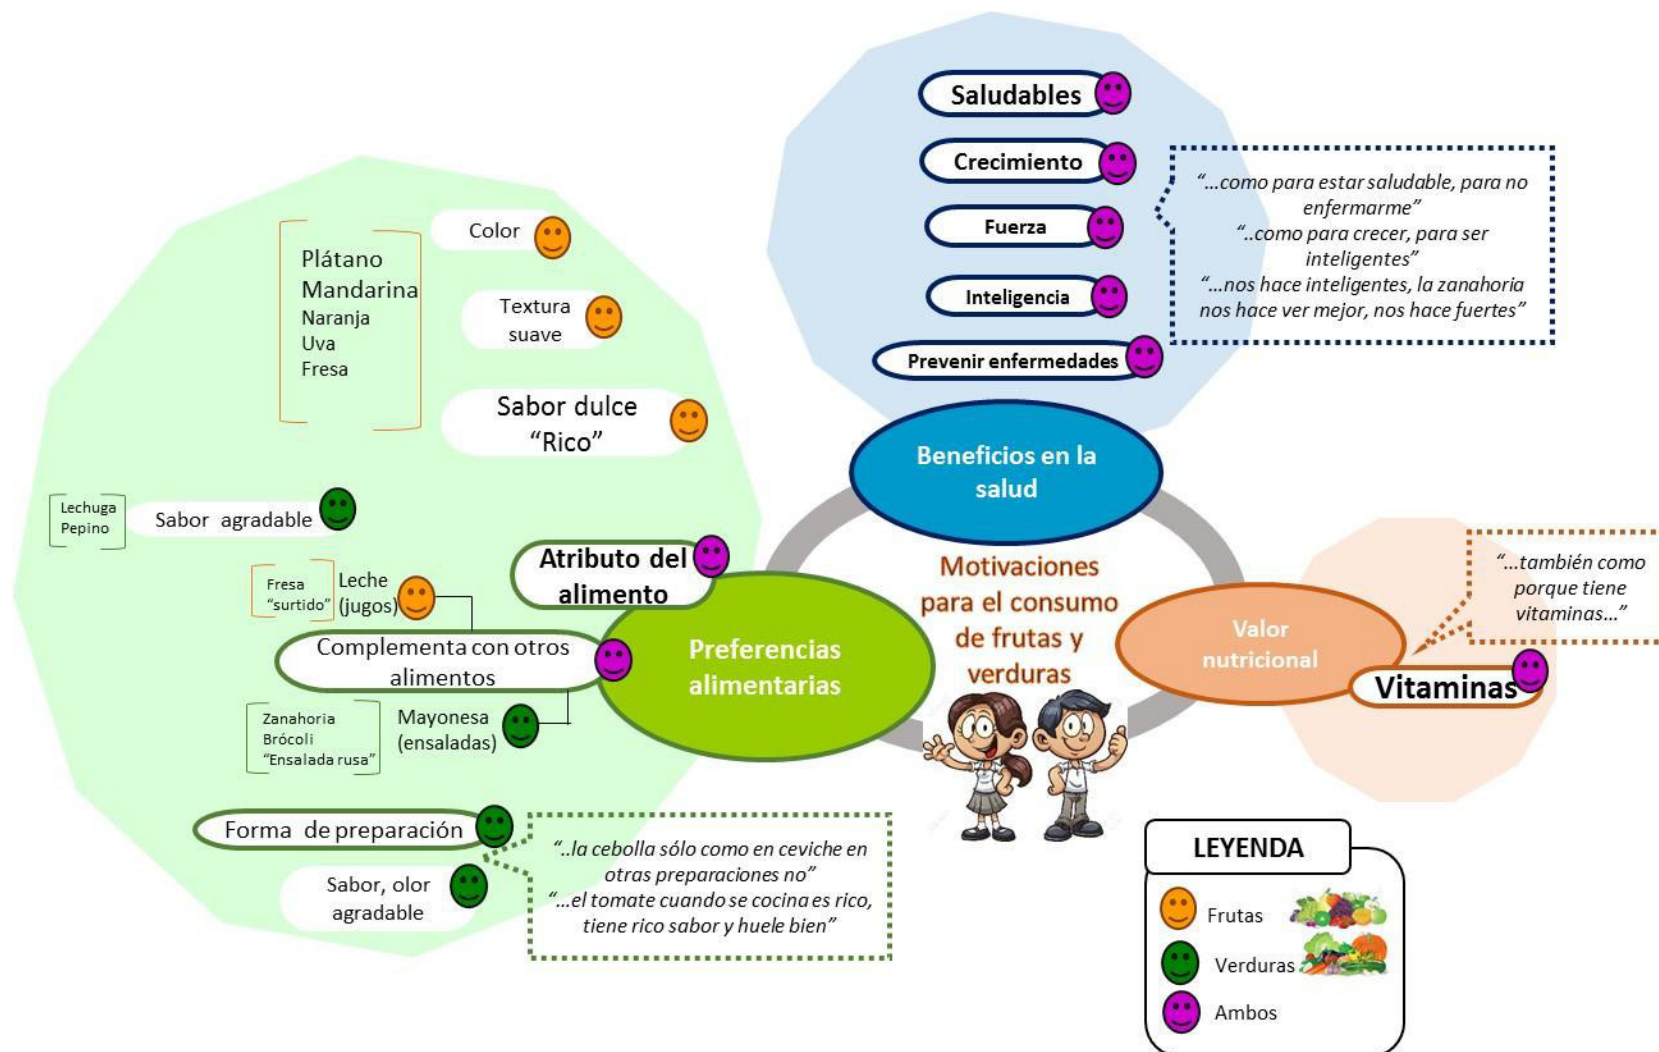 Saludables
Crecimiento
Fuerza
Inteligencia
Prevenir enfermedades
“...como para estar saludable, para no
enfermarme”
“..como para crecer, para ser
inteligentes”
“...nos hace inteligentes, la zanahoria
nos hace ver mejor, nos hace fuertes”
Beneficios en la
salud
Color
Textura
suave
Sabor dulce
“Rico”
Plátano
Mandarina
Naranja
Uva
Fresa
Lechuga
Pepino
Sabor agradable
Atributo del
alimento
Fresa
“surtido”
Leche
(jugos)
Complementa con otros
alimentos
Zanahoria
Brócoli
“Ensalada rusa”
Mayonesa
(ensaladas)
Preferencias
alimentarias
Forma de preparación
Sabor, olor
agradable
“..la cebolla sólo como en ceviche en
otras preparaciones no”
“...el tomate cuando se cocina es rico,
tiene rico sabor y huele bien”
Motivaciones
para el consumo
de frutas y
verduras
Valor
nutricional
Vitaminas
“...también como
porque tiene
vitaminas...”
LEYENDA
Frutas
Verduras
Ambos